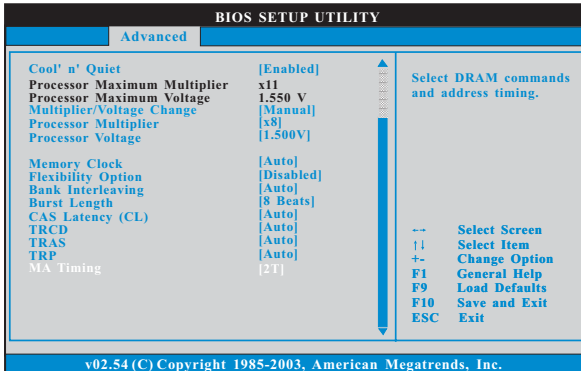 BIOS SETUP UTILITY
Advanced
Cool' n' Quiet [Enabled]
Processor Maximum Multiplier x11
Processor Maximum Voltage 1.550 V
Multiplier/Voltage Change [Manual]
Processor Multiplier [x8]
Processor Voltage [1.500V]
Memory Clock [Auto]
Flexibility Option [Disabled]
Bank Interleaving [Auto]
Burst Length [8 Beats]
CAS Latency (CL) [Auto]
TRCD [Auto]
TRAS [Auto]
TRP [Auto]
MA Timing [2T]
Select DRAM commands
and address timing.
←→ Select Screen
↑↓ Select Item
+- Change Option
F1 General Help
F9 Load Defaults
F10 Save and Exit
ESC Exit
v02.54 (C) Copyright 1985-2003, American Megatrends, Inc.